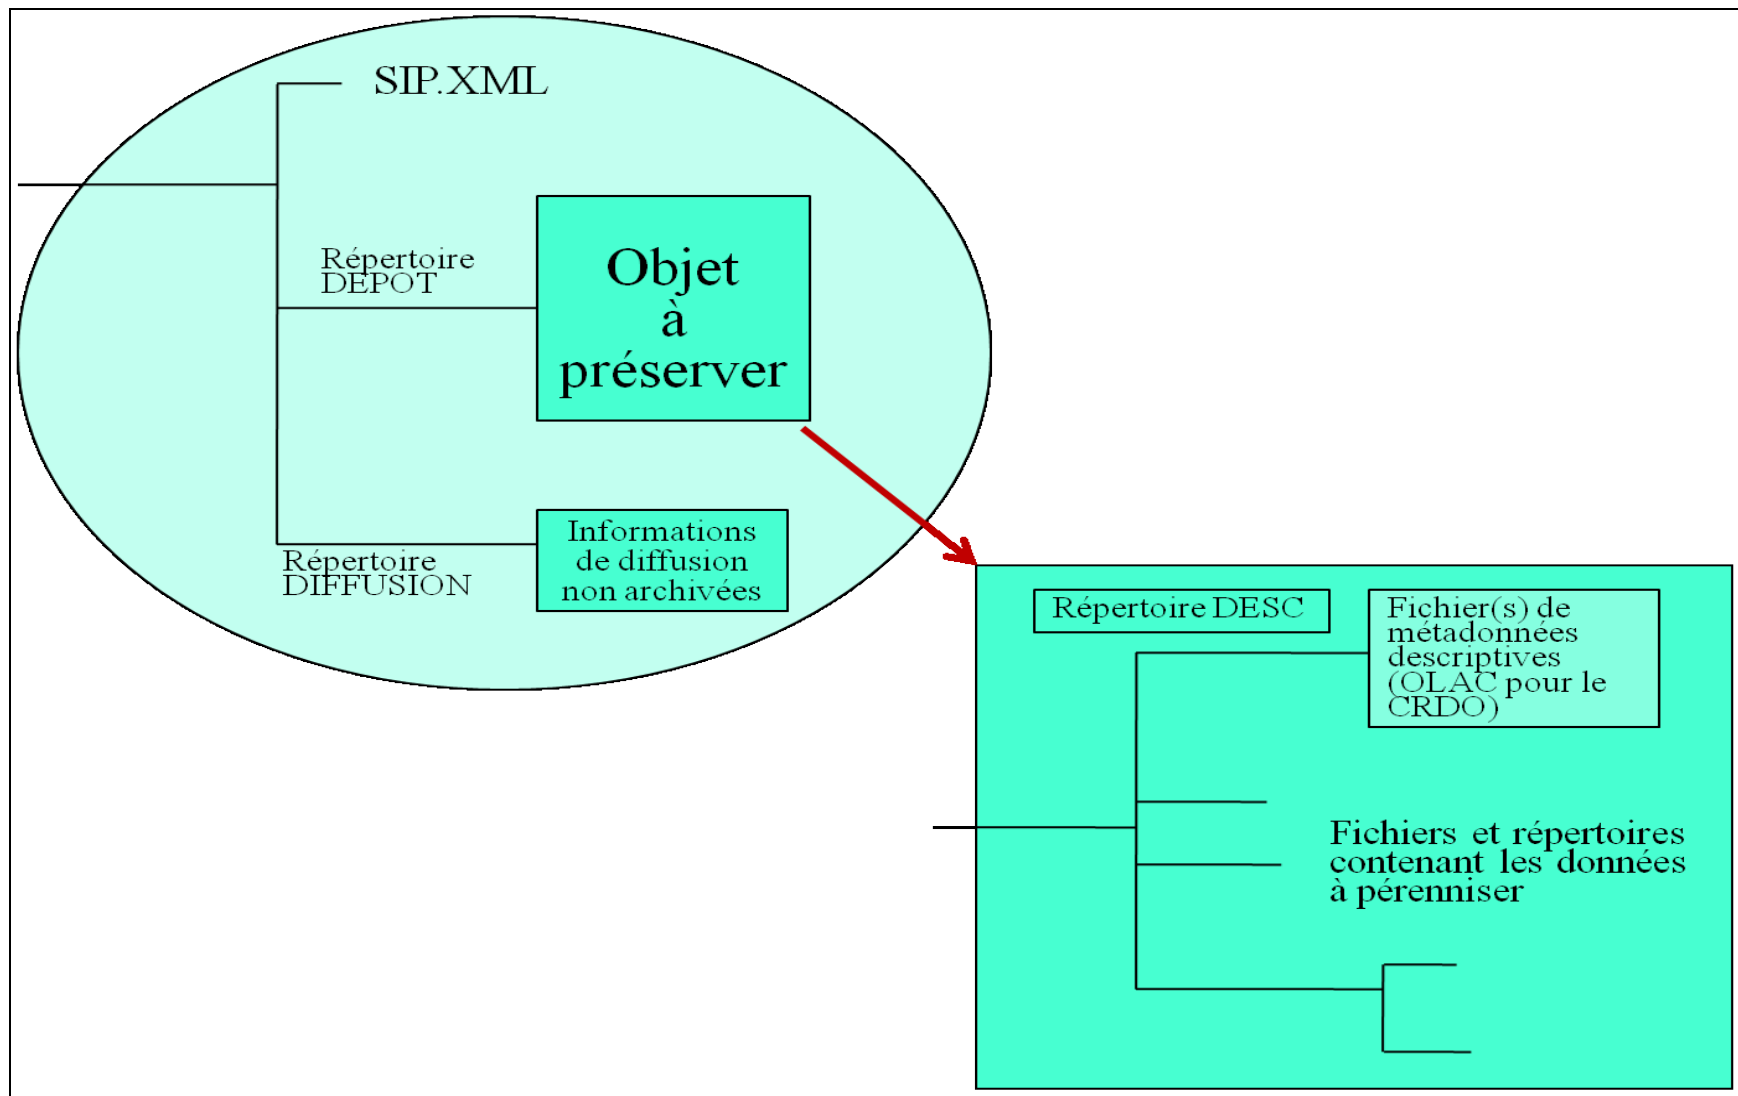 SIP.XML
Répertoire
DEPOT
Objet
à
préserver
Informations
de diffusion
non archivées
Répertoire
DIFFUSION
Répertoire DESC
Fichier(s) de
métadonnées
descriptives
(OLAC pour le
CRDO)
Fichiers et répertoires
contenant les données
à pérenniser